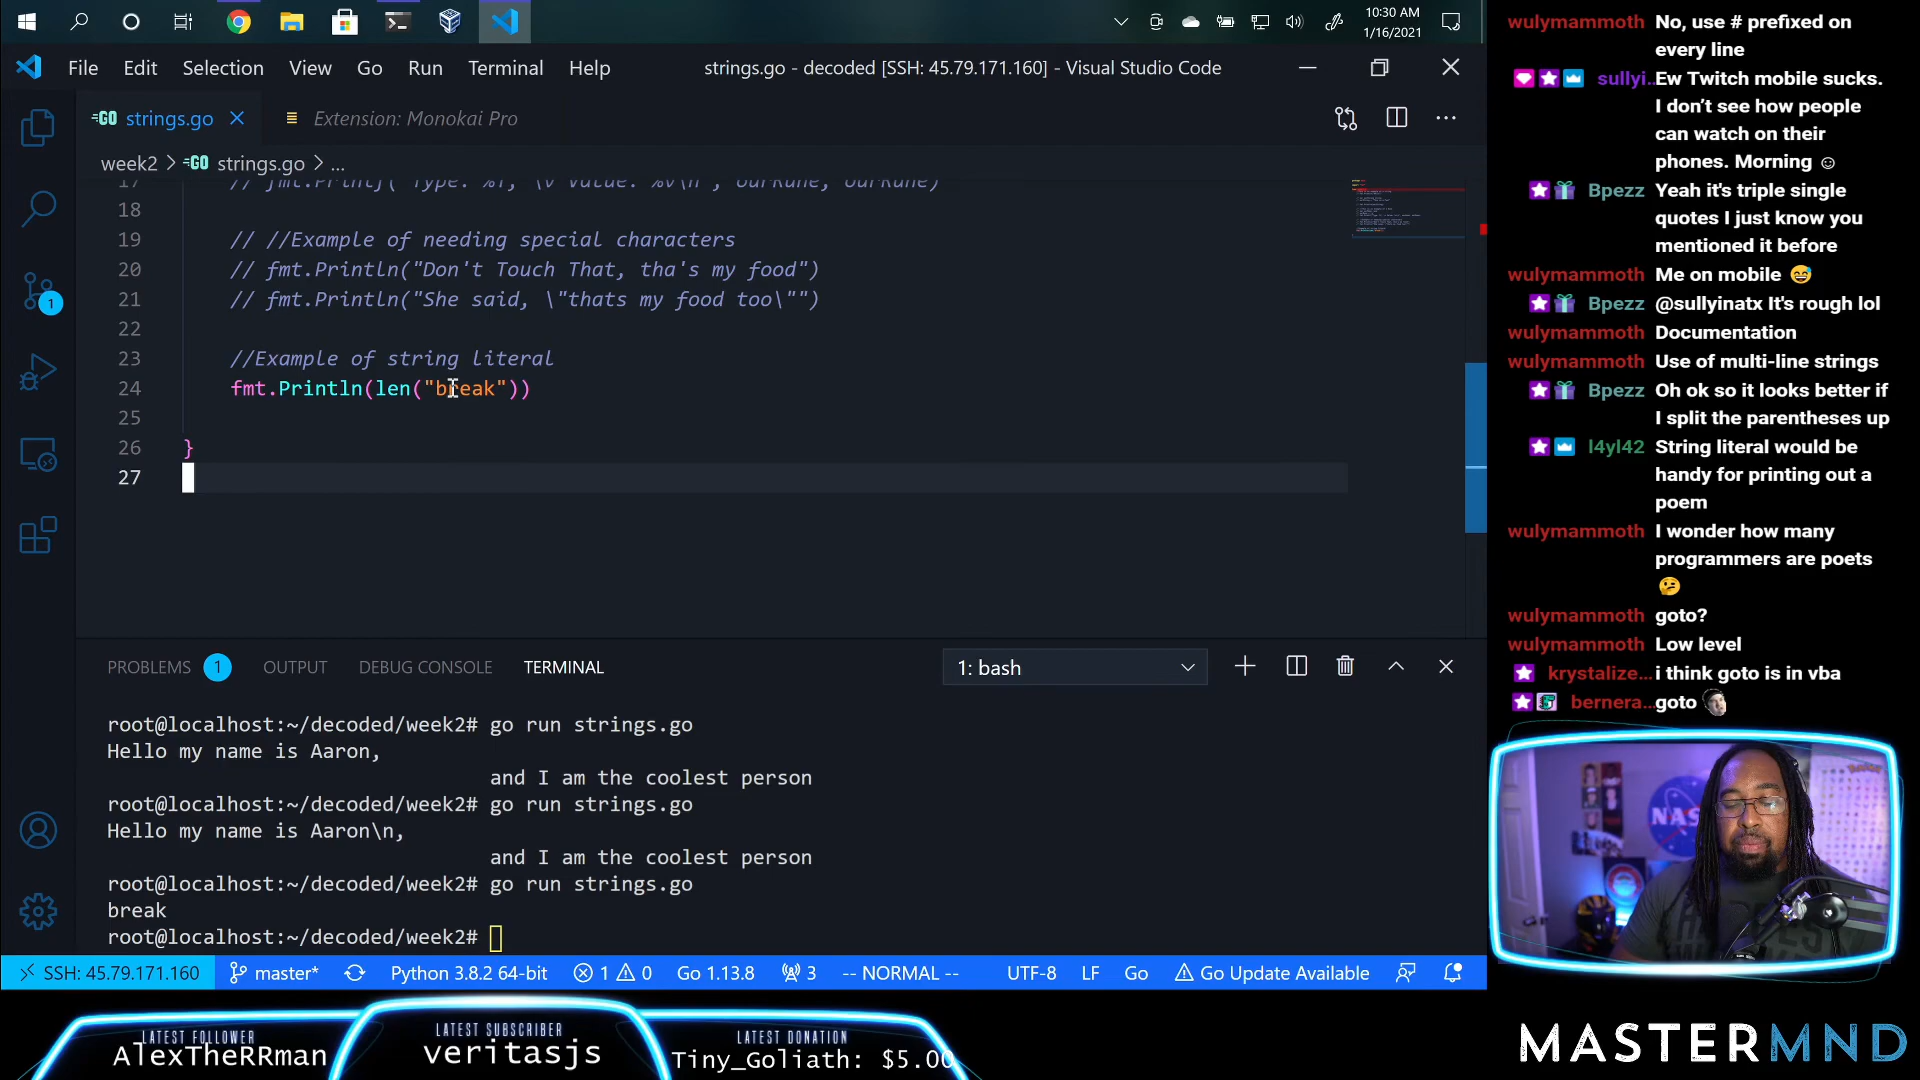 10:30 AM
1/16/2021
File Edit Selection View Go Run Terminal Help
strings.go - decoded [SSH: 45.79.171.160] - Visual Studio Code
GO strings.go
Extension: Monokai Pro
week2 > GO strings.go > ...
17 // fmt.Printf("Type: %T, \v Value: %v\n", ourRune, ourRune)
18
19 // //Example of needing special characters
20 // fmt.Println("Don't Touch That, tha's my food")
21 // fmt.Println("She said, \"thats my food too\"")
22
23 //Example of string literal
24 fmt.Println(len("break"))
25
26 }
27
1
PROBLEMS 1 OUTPUT DEBUG CONSOLE TERMINAL
1: bash
root@localhost:~/decoded/week2# go run strings.go
Hello my name is Aaron,
and I am the coolest person
root@localhost:~/decoded/week2# go run strings.go
Hello my name is Aaron\n,
and I am the coolest person
root@localhost:~/decoded/week2# go run strings.go
break
root@localhost:~/decoded/week2#
SSH: 45.79.171.160 master* Python 3.8.2 64-bit 1 0 Go 1.13.8 3 -- NORMAL -- UTF-8 LF Go Go Update Available
wulymammoth No, use # prefixed on
every line
sullyi... Ew Twitch mobile sucks.
I don't see how people
can watch on their
phones. Morning ☺
Bpezz Yeah it's triple single
quotes I just know you
mentioned it before
wulymammoth Me on mobile 😅
Bpezz @sullyinatx It's rough lol
wulymammoth Documentation
wulymammoth Use of multi-line strings
Bpezz Oh ok so it looks better if
I split the parentheses up
l4yl42 String literal would be
handy for printing out a
poem
wulymammoth I wonder how many
programmers are poets
🤔
wulymammoth goto?
wulymammoth Low level
krystalize... i think goto is in vba
bernera... goto
NASA
LATEST FOLLOWER
AlexTheRRman
LATEST SUBSCRIBER
veritasjs
LATEST DONATION
Tiny_Goliath: $5.00
MASTERMND